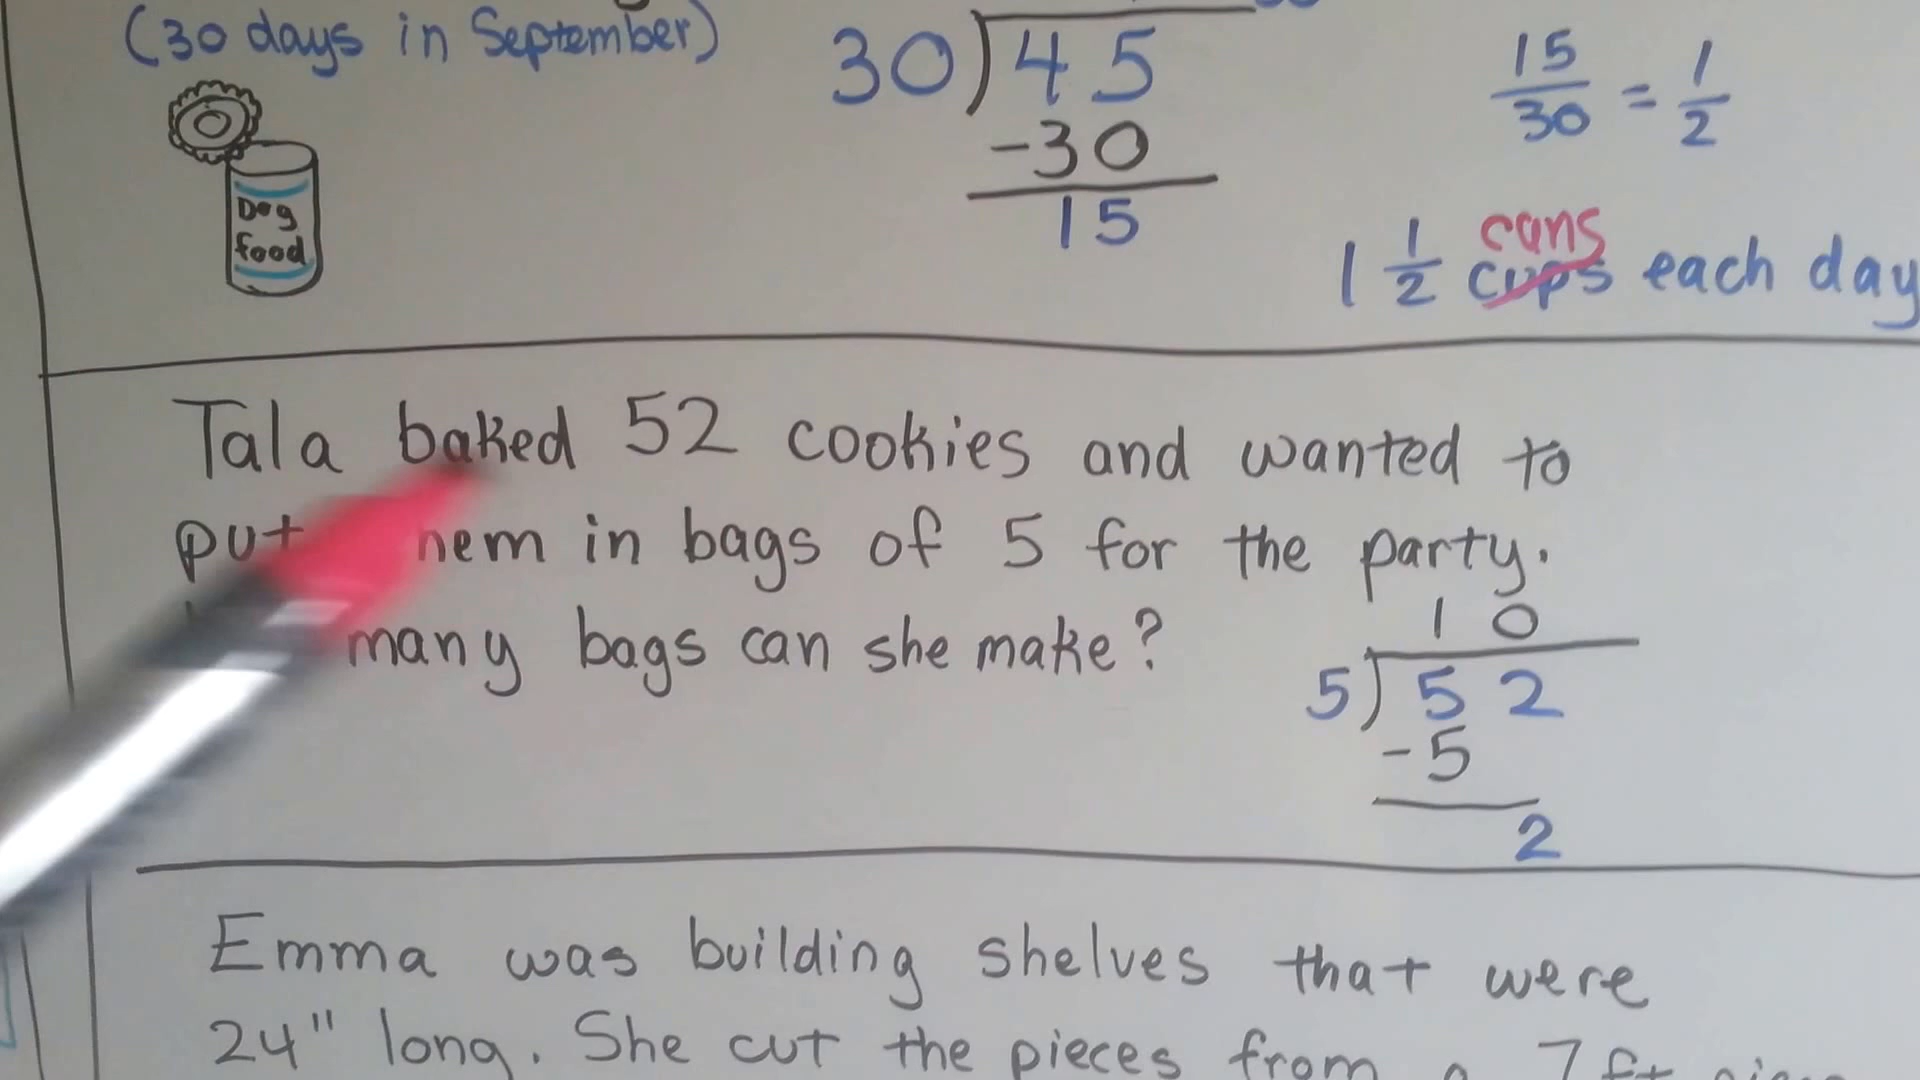 (30 days in September)
30)45
-30
15
15/30 = 1/2
Dog
food
cans
1 1/2 cups each day
Tala baked 52 cookies and wanted to
put nem in bags of 5 for the party.
many bags can she make?
10
5)52
-5
2
Emma was building shelves that were
24" long. She cut the pieces from a 7 ft